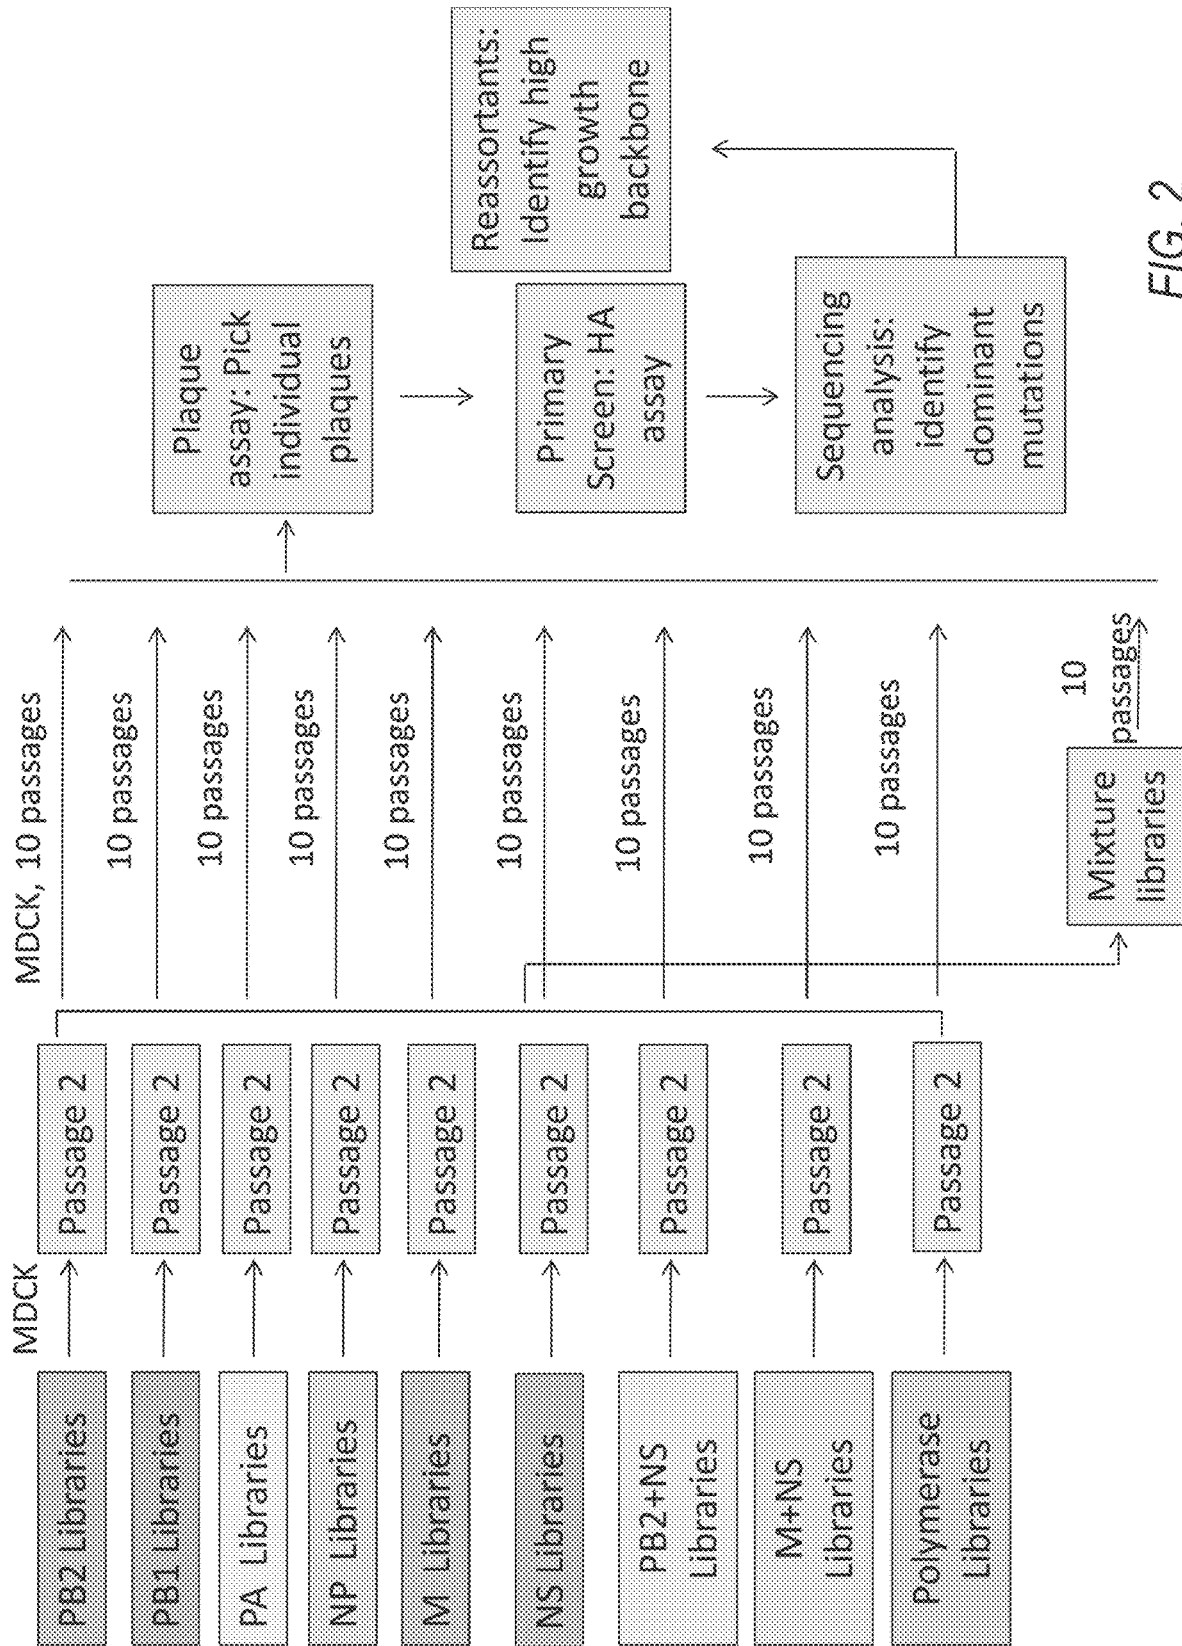 MDCK
MDCK, 10 passages
PB2 Libraries
Passage 2
PB1 Libraries
Passage 2
10 passages
PA Libraries
Passage 2
10 passages
NP Libraries
Passage 2
10 passages
M Libraries
Passage 2
10 passages
NS Libraries
Passage 2
10 passages
PB2+NS
Libraries
Passage 2
10 passages
M+NS
Libraries
Passage 2
10 passages
Polymerase
Libraries
Passage 2
10 passages
Mixture
libraries
10
passages
Plaque
assay: Pick
individual
plaques
Primary
Screen: HA
assay
Sequencing
analysis:
identify
dominant
mutations
Reassortants:
Identify high
growth
backbone
FIG. 2